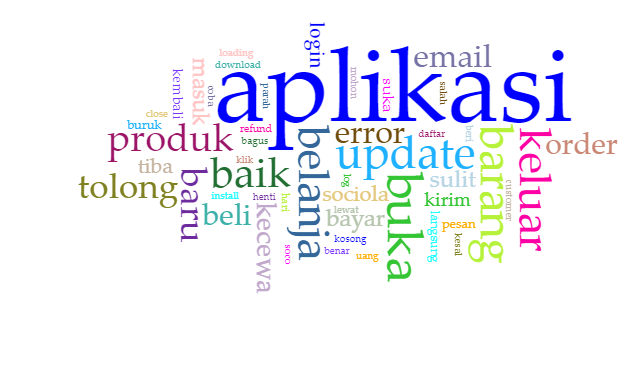 loading
download
login
email
kembali
masuk
coba
parah
aplikasi
mohon
suka
salah
close
buruk
produk
refund
bagus
error
daftar
beri
barang
keluar
order
belanja
update
tiba
klik
baik
tolong
baru
install
henti
hari
log
sociola
buka
sulit
kirim
customer
beli
kecewa
lewat
bayar
langsung
pesan
kesal
kosong
soco
benar
uang